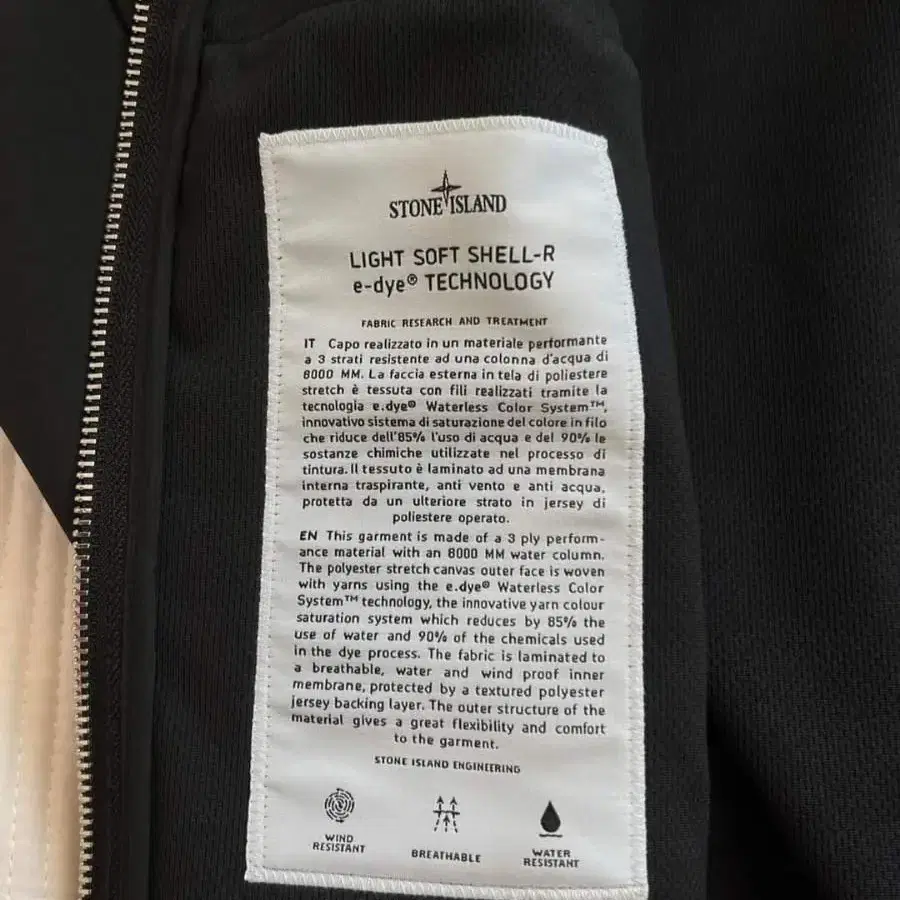 STONE ISLAND
LIGHT SOFT SHELL-R
e-dye® TECHNOLOGY
FABRIC RESEARCH AND TREATMENT
IT Capo realizzato in un materiale performante
a 3 strati resistente ad una colonna d'acqua di
8000 MM. La faccia esterna in tela di poliestere
stretch è tessuta con fili realizzati tramite la
tecnologia e.dye® Waterless Color System™,
innovativo sistema di saturazione del colore in filo
che riduce dell'85% l'uso di acqua e del 90% le
sostanze chimiche utilizzate nel processo di
tintura. Il tessuto è laminato ad una membrana
interna traspirante, anti vento e anti acqua,
protetta da un ulteriore strato in jersey di
poliestere operato.
EN This garment is made of a 3 ply perform-
ance material with an 8000 MM water column.
The polyester stretch canvas outer face is woven
with yarns using the e.dye® Waterless Color
System™ technology, the innovative yarn colour
saturation system which reduces by 85% the
use of water and 90% of the chemicals used
in the dye process. The fabric is laminated to
a breathable, water and wind proof inner
membrane, protected by a textured polyester
jersey backing layer. The outer structure of the
material gives a great flexibility and comfort
to the garment.
STONE ISLAND ENGINEERING
WIND
RESISTANT
BREATHABLE
WATER
RESISTANT